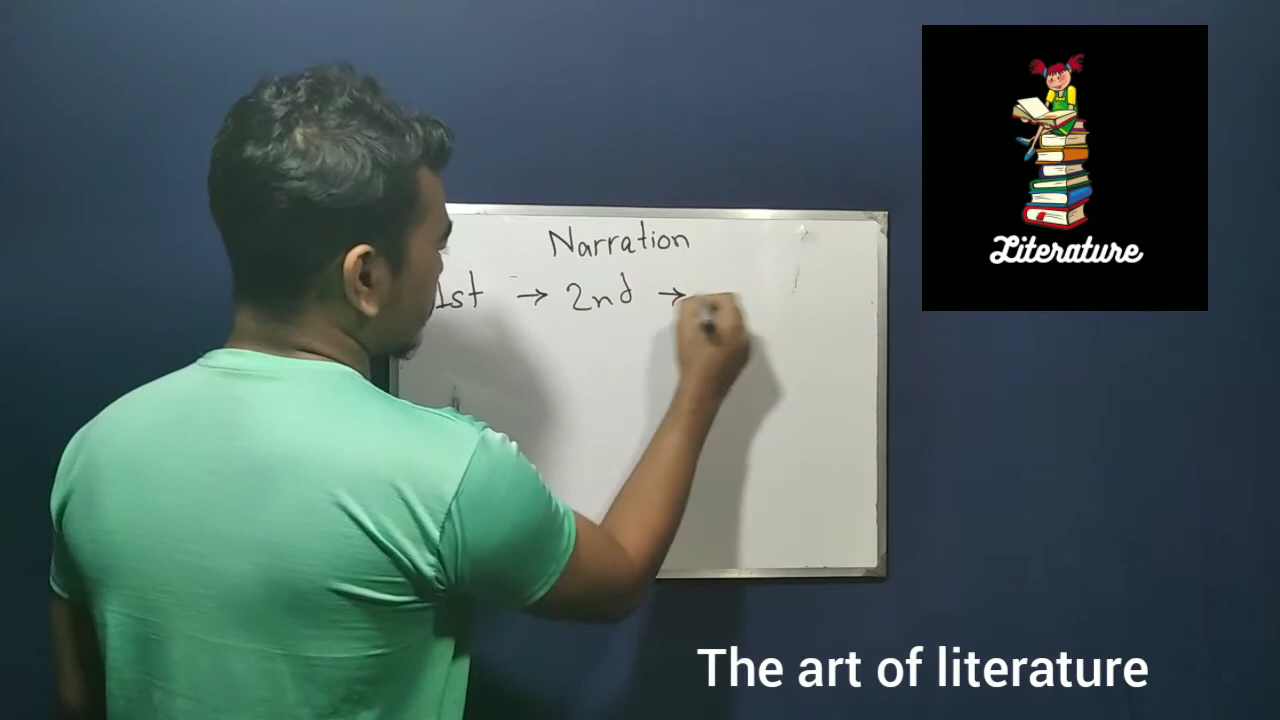 Literature
Narration
1st → 2nd →
The art of literature